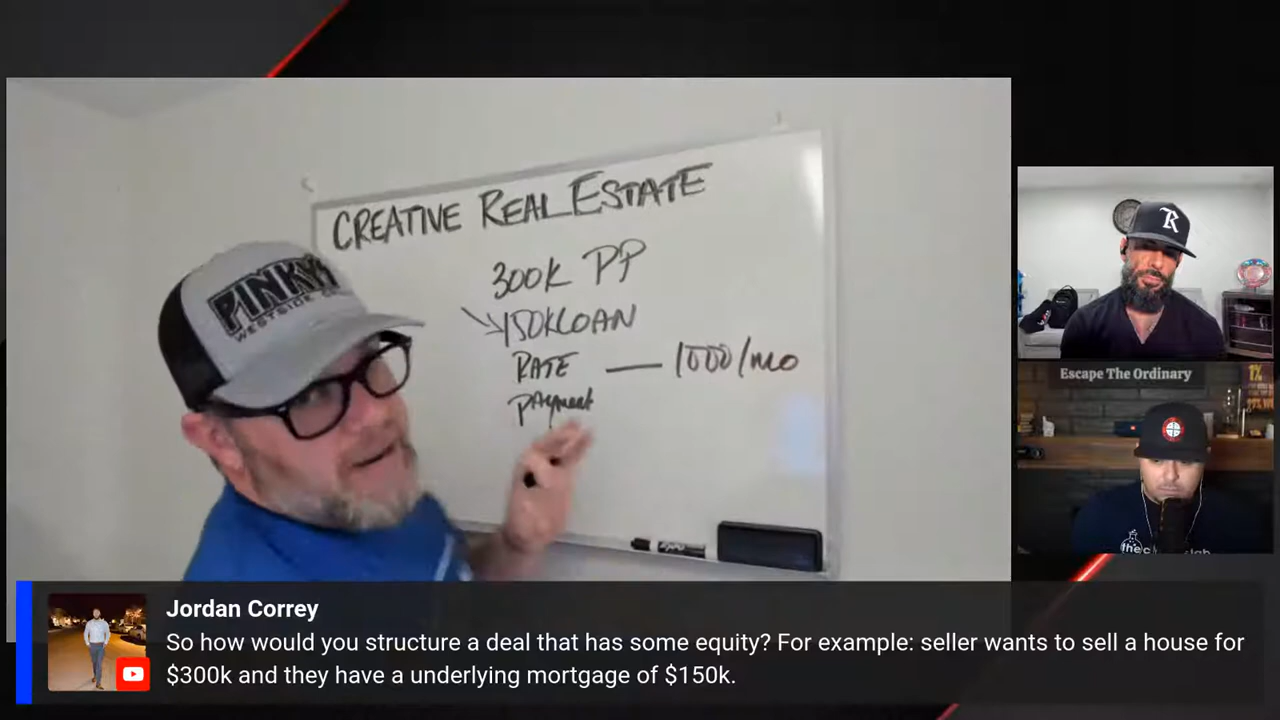 CREATIVE REAL ESTATE
300K PP
150K LOAN
RATE — 1000/mo
PAYment
PINKY'S
WESTSIDE
R
Escape The Ordinary
1%
EXPO
Jordan Correy
So how would you structure a deal that has some equity? For example: seller wants to sell a house for
$300k and they have a underlying mortgage of $150k.